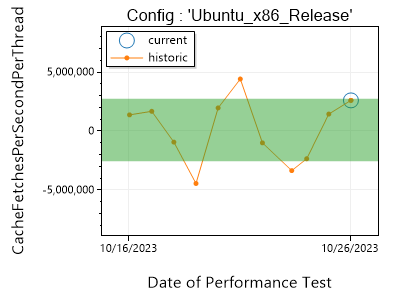 Config : 'Ubuntu_x86_Release'
current
historic
CacheFetchesPerSecondPerThread
5,000,000
0
-5,000,000
10/16/2023
10/26/2023
Date of Performance Test